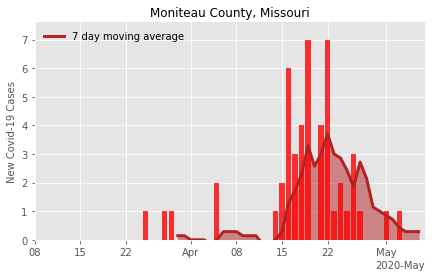 Moniteau County, Missouri
7 day moving average
New Covid-19 Cases
7
6
5
4
3
2
1
0
08 15 22 Apr 08 15 22 May
2020-May